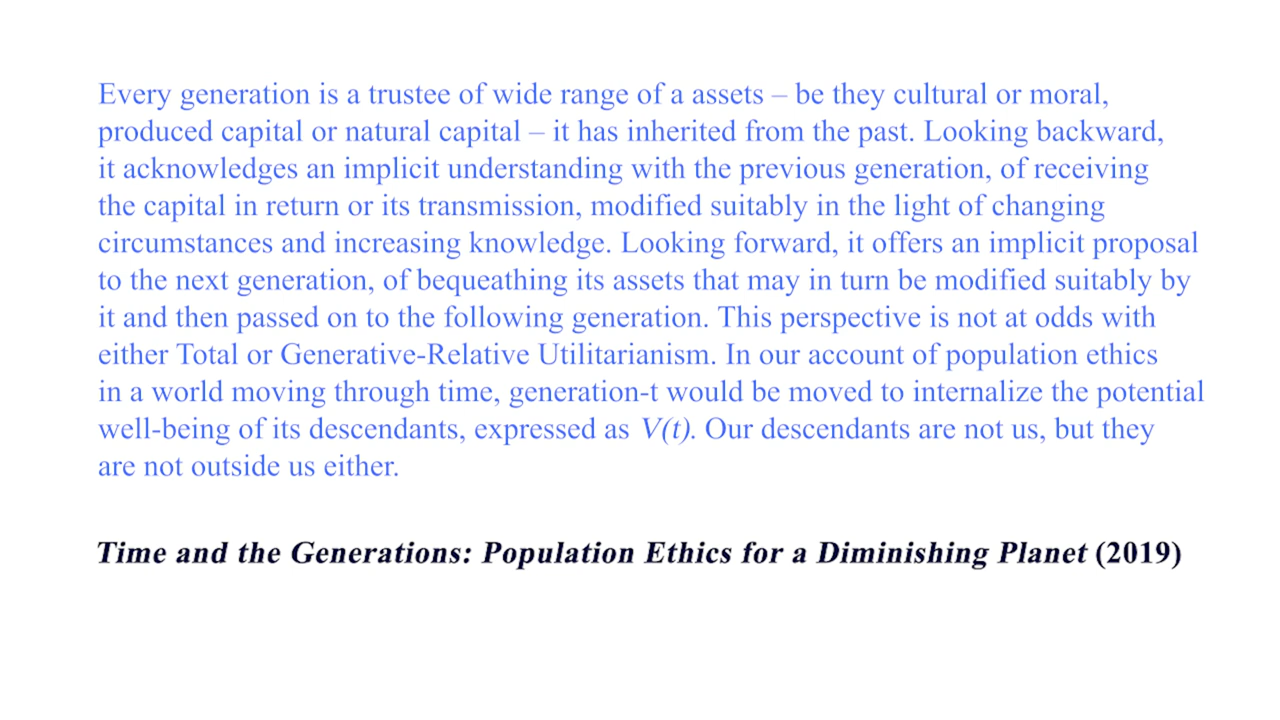 Every generation is a trustee of wide range of a assets – be they cultural or moral,
produced capital or natural capital – it has inherited from the past. Looking backward,
it acknowledges an implicit understanding with the previous generation, of receiving
the capital in return or its transmission, modified suitably in the light of changing
circumstances and increasing knowledge. Looking forward, it offers an implicit proposal
to the next generation, of bequeathing its assets that may in turn be modified suitably by
it and then passed on to the following generation. This perspective is not at odds with
either Total or Generative-Relative Utilitarianism. In our account of population ethics
in a world moving through time, generation-t would be moved to internalize the potential
well-being of its descendants, expressed as V(t). Our descendants are not us, but they
are not outside us either.
Time and the Generations: Population Ethics for a Diminishing Planet (2019)